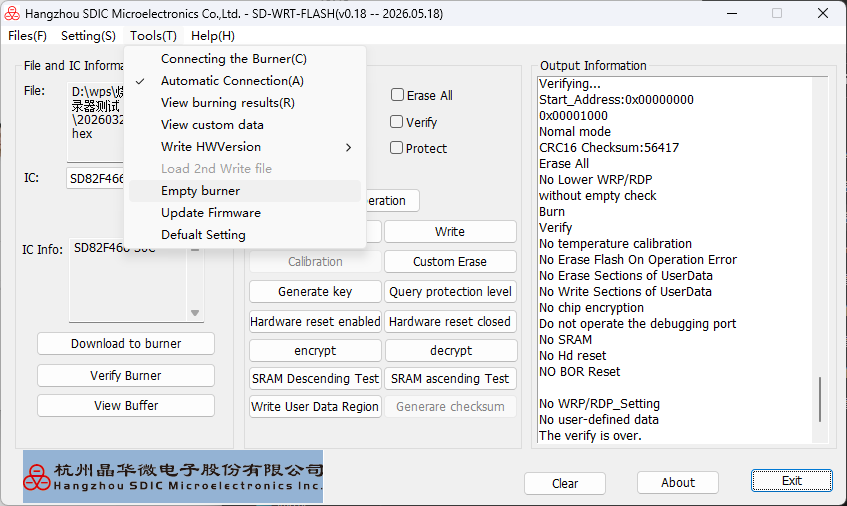 Hangzhou SDIC Microelectronics Co.,Ltd. - SD-WRT-FLASH(v0.18 -- 2026.05.18)
Files(F) Setting(S) Tools(T) Help(H)
Connecting the Burner(C)
Automatic Connection(A)
View burning results(R)
View custom data
Write HWVersion
Load 2nd Write file
Empty burner
Update Firmware
Defualt Setting
File and IC Informa
File:
D:\wps\
录器测试
\2026032
hex
IC:
SD82F466
IC Info:
SD82F466
Download to burner
Verify Burner
View Buffer
Erase All
Verify
Protect
eration
Write
Calibration
Custom Erase
Generate key
Query protection level
Hardware reset enabled
Hardware reset closed
encrypt
decrypt
SRAM Descending Test
SRAM ascending Test
Write User Data Region
Generare checksum
Output Information
Verifying...
Start_Address:0x00000000
0x00001000
Nomal mode
CRC16 Checksum:56417
Erase All
No Lower WRP/RDP
without empty check
Burn
Verify
No temperature calibration
No Erase Flash On Operation Error
No Erase Sections of UserData
No Write Sections of UserData
No chip encryption
Do not operate the debugging port
No SRAM
No Hd reset
NO BOR Reset
No WRP/RDP_Setting
No user-defined data
The verify is over.
杭州晶华微电子股份有限公司
Hangzhou SDIC Microelectronics Inc.
Clear
About
Exit